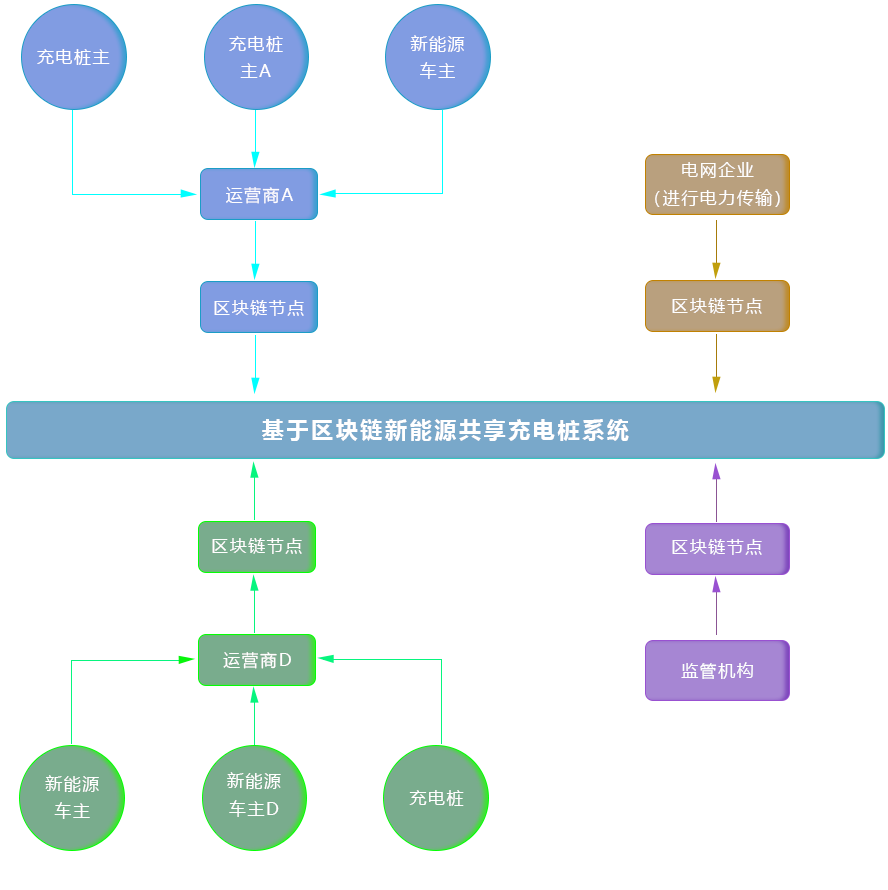 充电桩主
充电桩
主A
新能源
车主
运营商A
电网企业
（进行电力传输）
区块链节点
区块链节点
基于区块链新能源共享充电桩系统
区块链节点
区块链节点
运营商D
监管机构
新能源
车主
新能源
车主D
充电桩